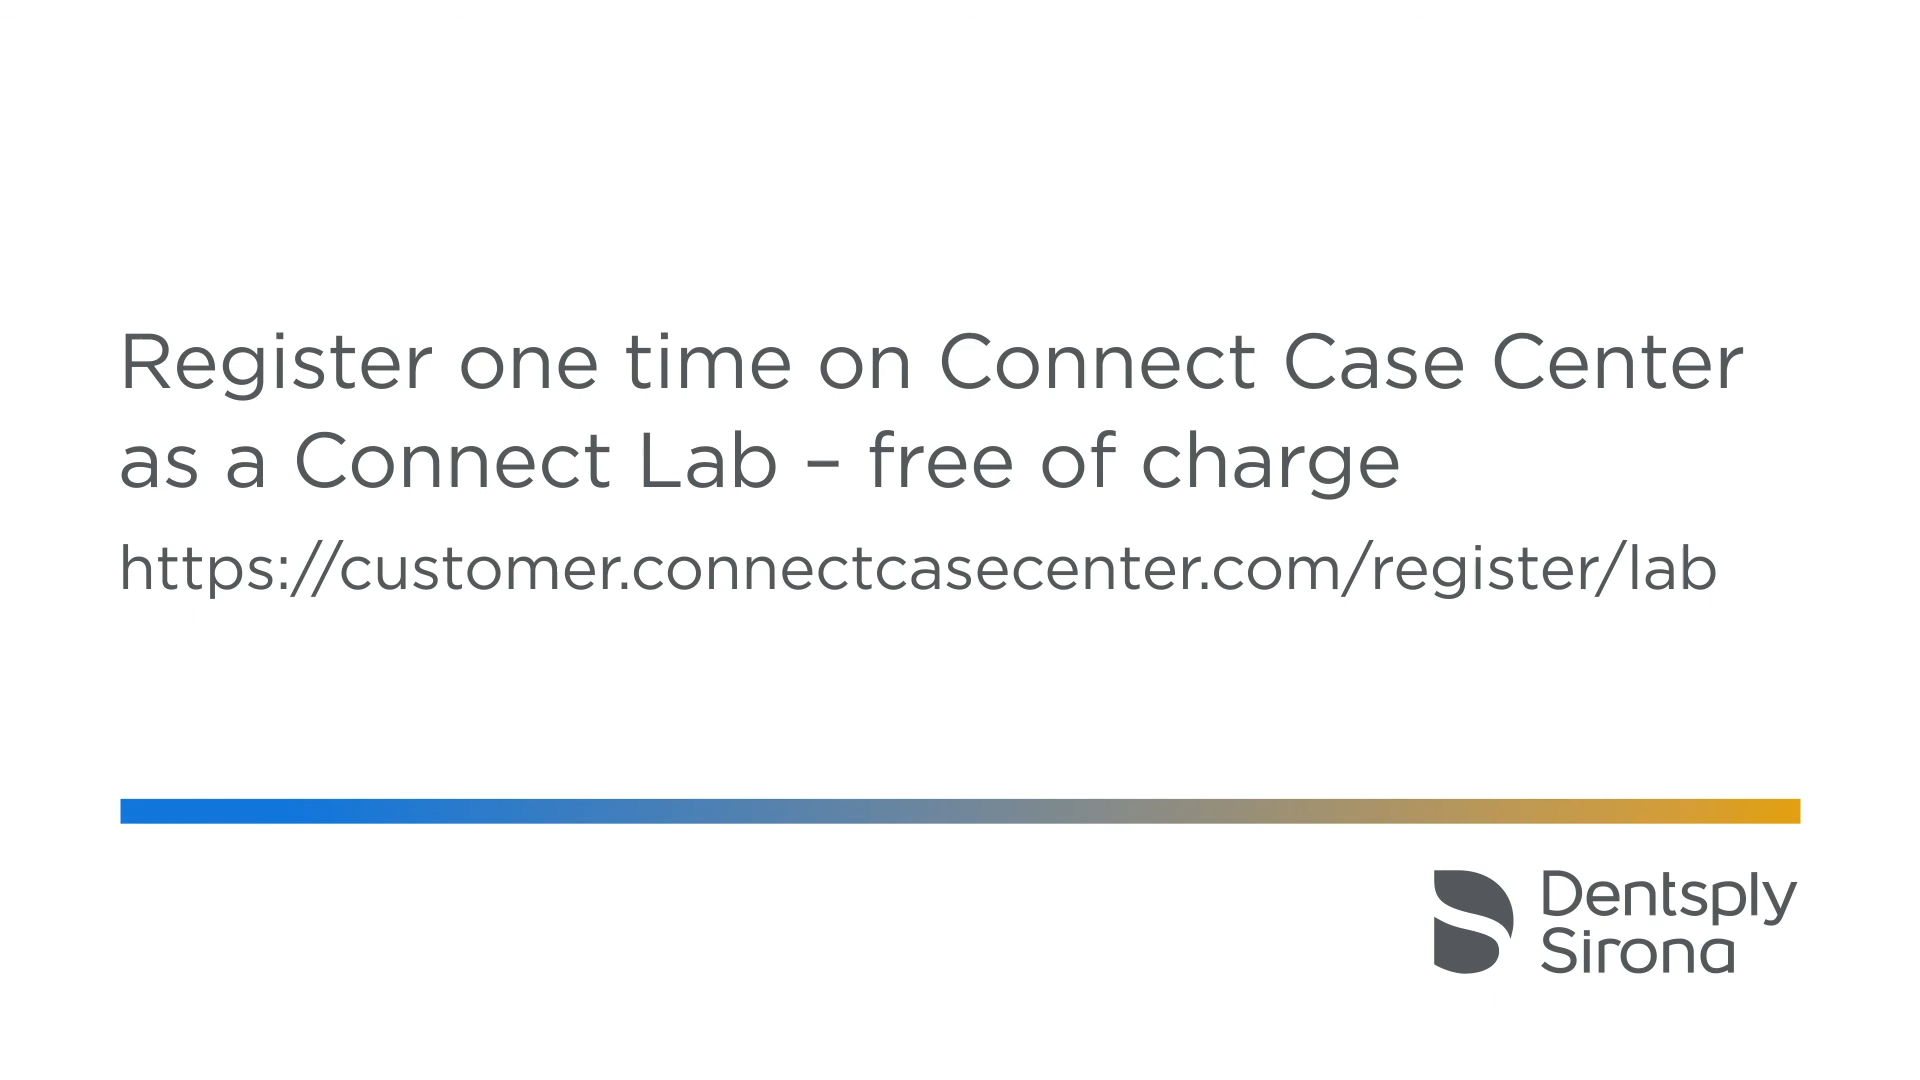 Register one time on Connect Case Center
as a Connect Lab – free of charge
https://customer.connectcasecenter.com/register/lab
Dentsply
Sirona